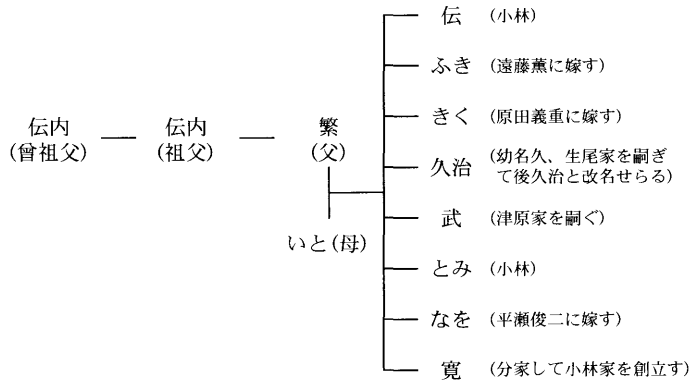 伝内
(曾祖父)
伝内
(祖父)
繁
(父)
いと(母)
伝 (小林)
ふき (遠藤薫に嫁す)
きく (原田義重に嫁す)
久治 (幼名久、生尾家を嗣ぎ
て後久治と改名せらる)
武 (津原家を嗣ぐ)
とみ (小林)
なを (平瀬俊二に嫁す)
寛 (分家して小林家を創立す)